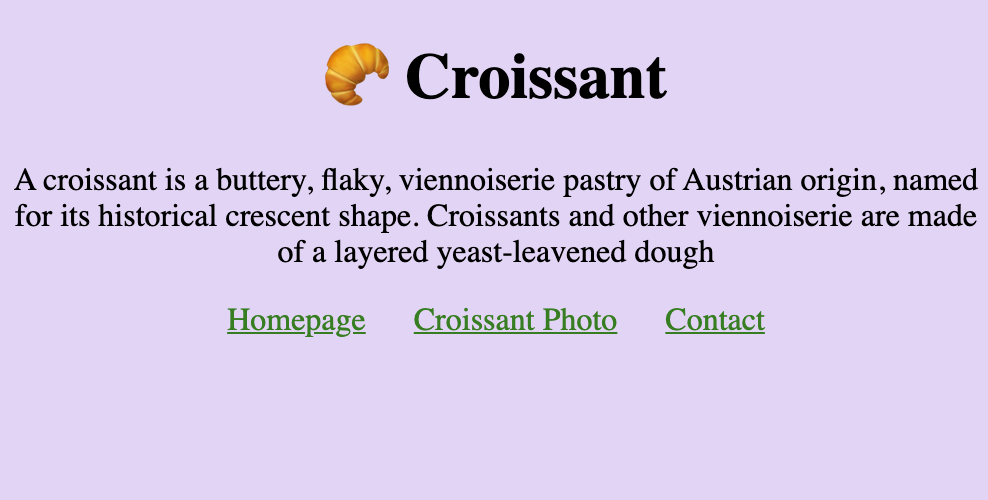 🥐 Croissant
A croissant is a buttery, flaky, viennoiserie pastry of Austrian origin, named
for its historical crescent shape. Croissants and other viennoiserie are made
of a layered yeast-leavened dough
Homepage Croissant Photo Contact